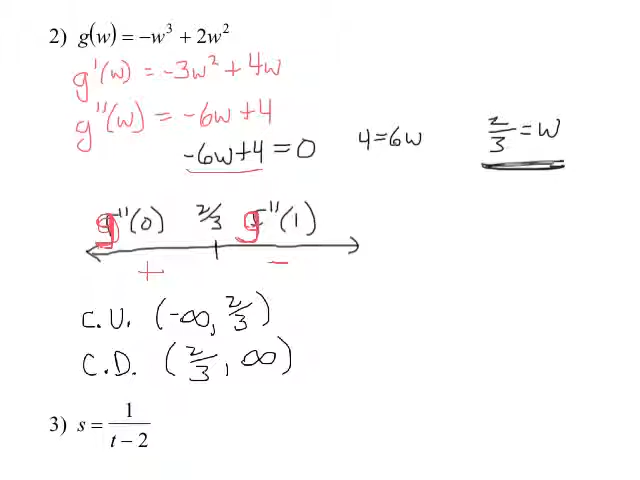 2) g(w) = −w³ + 2w²
g'(w) = -3w² + 4w
g''(w) = -6w + 4
-6w+4 = 0 4=6w 2/3 = w
g''(0) 2/3 g''(1)
+ −
C.U. (-∞, 2/3)
C.D. (2/3, ∞)
3) s = 1/(t − 2)